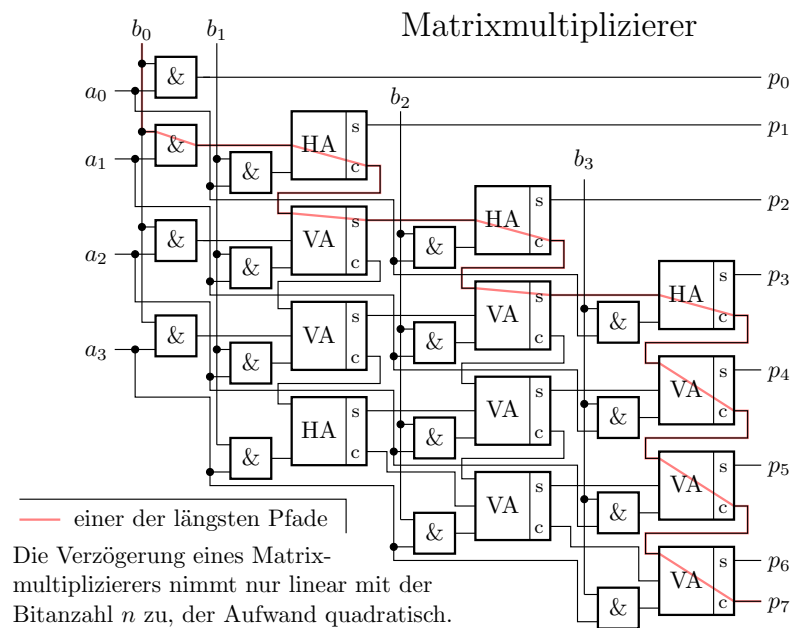 Matrixmultiplizierer
b0 b1
& p0
a0
b2
s p1
& HA
a1 c
& b3
s p2
HA
s
& VA & c
a2 & c
s p3
HA
s
& c
VA
s
& VA & c
a3 & c
s p4
VA
s
& c
VA
s
HA & c
& c
s p5
VA
s
& c
VA
einer der längsten Pfade
& c
s p6
VA
& c p7
Die Verzögerung eines Matrix-
multiplizierers nimmt nur linear mit der
Bitanzahl n zu, der Aufwand quadratisch.